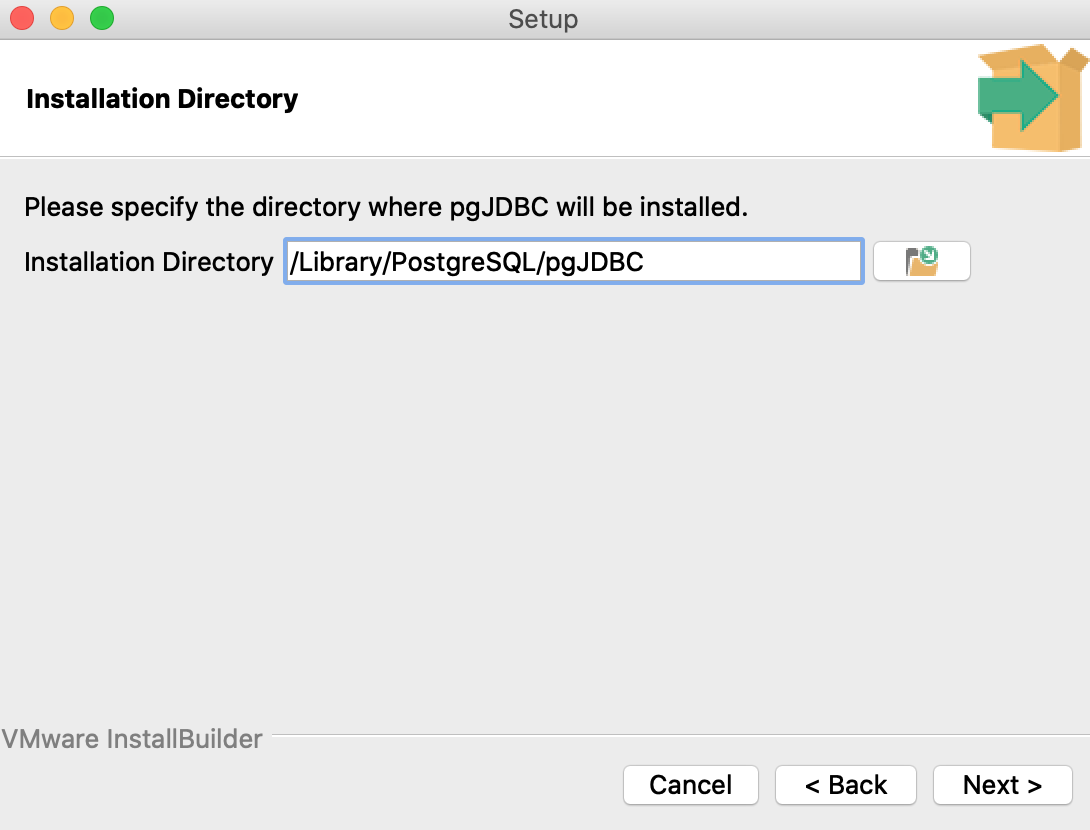 Setup
Installation Directory
Please specify the directory where pgJDBC will be installed.
Installation Directory /Library/PostgreSQL/pgJDBC
VMware InstallBuilder
Cancel < Back Next >